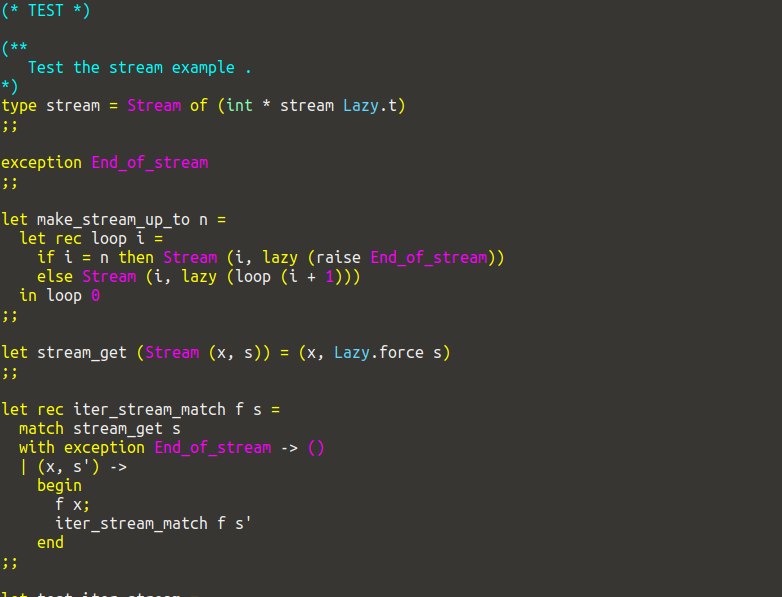 (* TEST *)
(**
   Test the stream example .
*)
type stream = Stream of (int * stream Lazy.t)
;;
exception End_of_stream
;;
let make_stream_up_to n =
  let rec loop i =
    if i = n then Stream (i, lazy (raise End_of_stream))
    else Stream (i, lazy (loop (i + 1)))
  in loop 0
;;
let stream_get (Stream (x, s)) = (x, Lazy.force s)
;;
let rec iter_stream_match f s =
  match stream_get s
  with exception End_of_stream -> ()
  | (x, s') ->
    begin
      f x;
      iter_stream_match f s'
    end
;;
let test_iter_stream =